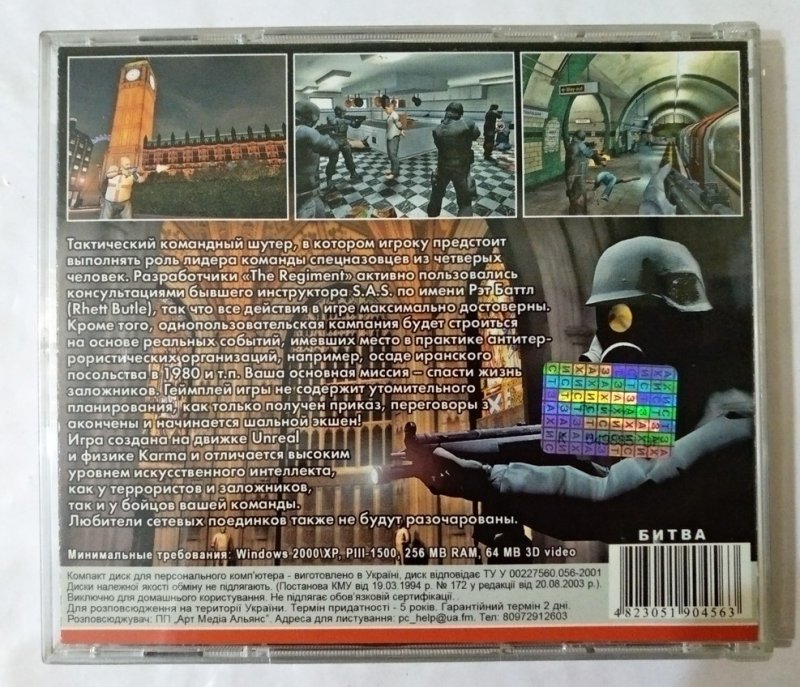 Way out
Тактический командный шутер, в котором игроку предстоит
выполнять роль лидера команды спецназовцев из четверых
человек. Разработчики «The Regiment» активно пользовались
консультациями бывшего инструктора S.A.S. по имени Рэт Баттл
(Rhett Butle), так что все действия в игре максимально достоверны.
Кроме того, однопользовательская кампания будет строиться
на основе реальных событий, имевших место в практике антитер-
рористических организаций, например, осаде иранского
посольства в 1980 и т.п. Ваша основная миссия – спасти жизнь
заложников. Геймплей игры не содержит утомительного
планирования, как только получен приказ, переговоры з
акончены и начинается шальной экшен!
Игра создана на движке Unreal
и физике Karma и отличается высоким
уровнем искусственного интеллекта,
как у террористов и заложников,
так и у бойцов вашей команды.
Любители сетевых поединков также не будут разочарованы.
БИТВА
Минимальные требования: Windows 2000\XP, PIII-1500, 256 MB RAM, 64 MB 3D video
Компакт диск для персонального комп'ютера - виготовлено в Україні, диск відповідає ТУ У 00227560.056-2001
Диски належної якості обміну не підлягають. (Постанова КМУ від 19.03.1994 р. № 172 у редакції від 20.08.2003 р.).
Виключно для домашнього користування. Не підлягає обов'язковій сертифікації.
Для розповсюдження на території України. Термін придатності - 5 років. Гарантійний термін 2 дні.
Розповсюджувач: ПП „Арт Медіа Альянс". Адреса для листування: pc_help@ua.fm. Тел: 80972912603
4 823051 904563